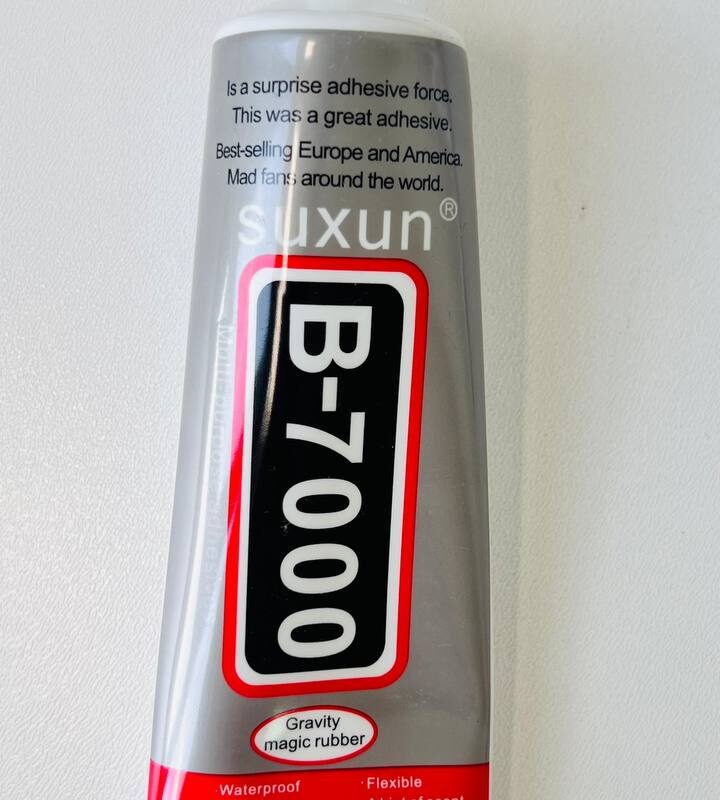 Is a surprise adhesive force.
This was a great adhesive.
Best-selling Europe and America.
Mad fans around the world.
suxun®
B-7000
Gravity
magic rubber
·Waterproof
·Flexible